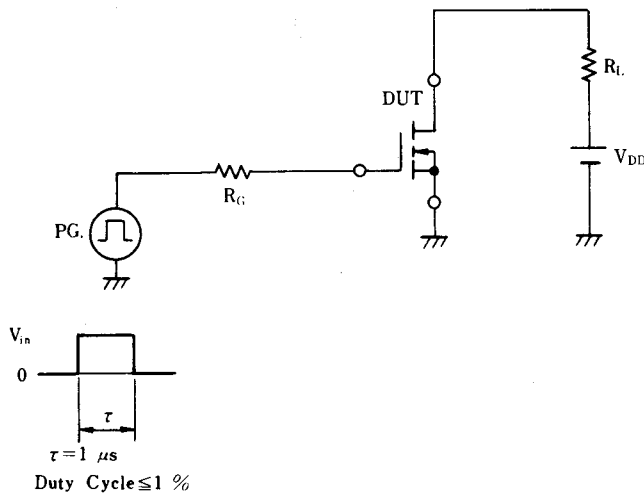 DUT
R_L
V_DD
R_G
PG.
V_in
0
τ
τ=1 μs
Duty Cycle≦1 %